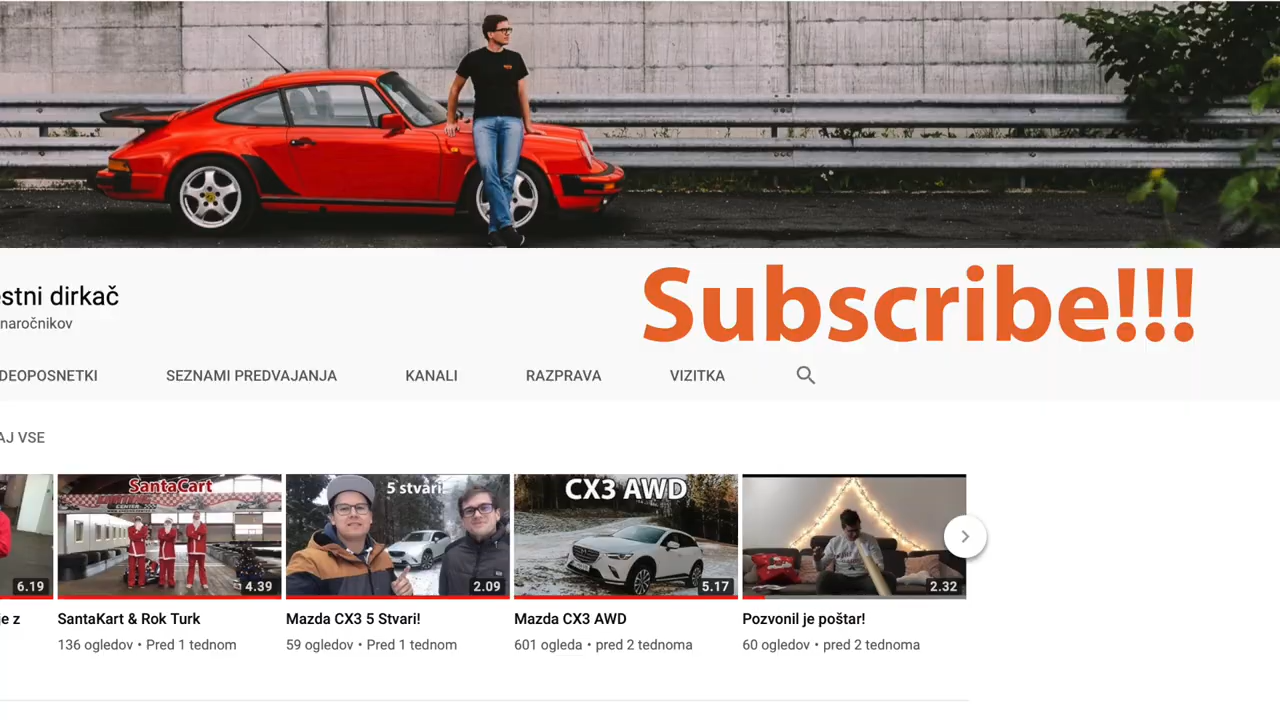 Subscribe!!!
estni dirkač
naročnikov
DEOPOSNETKI
SEZNAMI PREDVAJANJA
KANALI
RAZPRAVA
VIZITKA
AJ VSE
SantaCart
5 stvari!
CX3 AWD
6.19
4.39
2.09
5.17
2.32
e z
SantaKart & Rok Turk
Mazda CX3 5 Stvari!
Mazda CX3 AWD
Pozvonil je poštar!
136 ogledov • Pred 1 tednom
59 ogledov • Pred 1 tednom
601 ogleda • pred 2 tednoma
60 ogledov • pred 2 tednoma